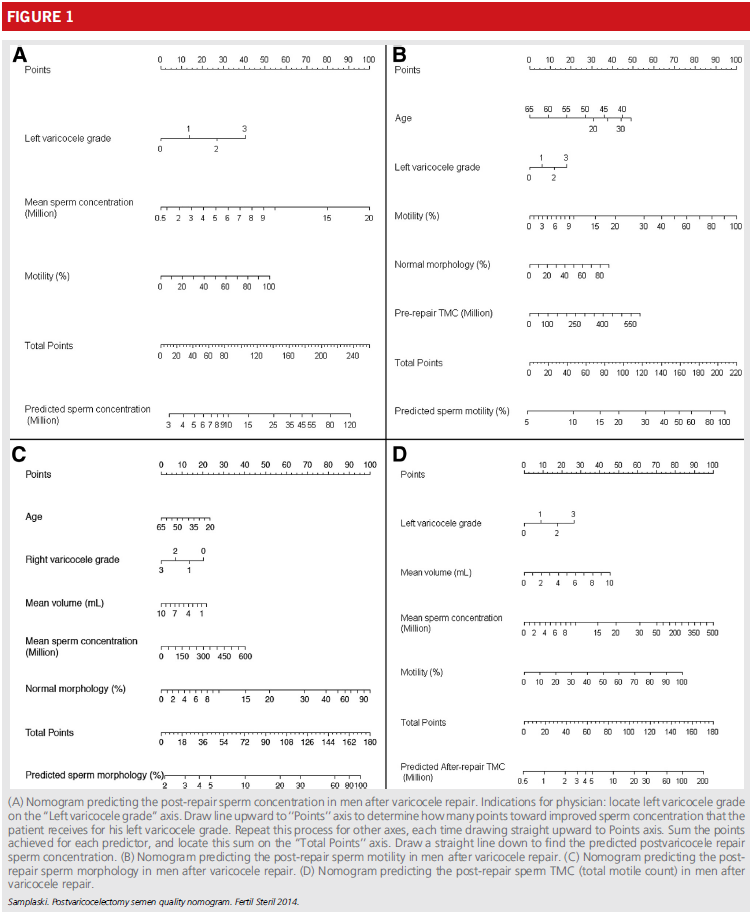 FIGURE 1
A
Points
0 10 20 30 40 50 60 70 80 90 100
Left varicocele grade
1 3
0 2
Mean sperm concentration
(Million)
0.5 2 3 4 5 6 7 8 9 15 20
Motility (%)
0 20 40 60 80 100
Total Points
0 20 40 60 80 120 160 200 240
Predicted sperm concentration
(Million)
3 4 5 6 7 8 9 10 15 25 35 45 55 80 120
B
Points
0 10 20 30 40 50 60 70 80 90 100
Age
65 60 55 50 45 40
20 30
Left varicocele grade
1 3
0 2
Motility (%)
0 1 3 6 9 15 20 30 40 60 80 100
Normal morphology (%)
0 20 40 60 80
Pre-repair TMC (Million)
0 100 250 400 550
Total Points
0 20 40 60 80 100 120 140 160 180 200 220
Predicted sperm motility (%)
5 10 15 20 30 40 50 60 80 100
C
Points
0 10 20 30 40 50 60 70 80 90 100
Age
65 50 35 20
Right varicocele grade
2 0
3 1
Mean volume (mL)
10 7 4 1
Mean sperm concentration
(Million)
0 150 300 450 600
Normal morphology (%)
0 2 4 6 8 15 20 30 40 60 90
Total Points
0 18 36 54 72 90 108 126 144 162 180
Predicted sperm morphology (%)
2 3 4 5 10 20 30 60 80 100
D
Points
0 10 20 30 40 50 60 70 80 90 100
Left varicocele grade
1 3
0 2
Mean volume (mL)
0 2 4 6 8 10
Mean sperm concentration
(Million)
0 2 4 6 8 15 20 30 50 200 350 500
Motility (%)
0 10 20 30 40 50 60 70 80 90 100
Total Points
0 20 40 60 80 100 120 140 160 180
Predicted After-repair TMC
(Million)
0.5 1 2 3 4 5 10 20 30 60 100 200
(A) Nomogram predicting the post-repair sperm concentration in men after varicocele repair. Indications for physician: locate left varicocele grade
on the "Left varicocele grade" axis. Draw line upward to "Points" axis to determine how many points toward improved sperm concentration that the
patient receives for his left varicocele grade. Repeat this process for other axes, each time drawing straight upward to Points axis. Sum the points
achieved for each predictor, and locate this sum on the "Total Points" axis. Draw a straight line down to find the predicted postvaricocele repair
sperm concentration. (B) Nomogram predicting the post-repair sperm motility in men after varicocele repair. (C) Nomogram predicting the post-
repair sperm morphology in men after varicocele repair. (D) Nomogram predicting the post-repair sperm TMC (total motile count) in men after
varicocele repair.
Samplaski. Postvaricocelectomy semen quality nomogram. Fertil Steril 2014.